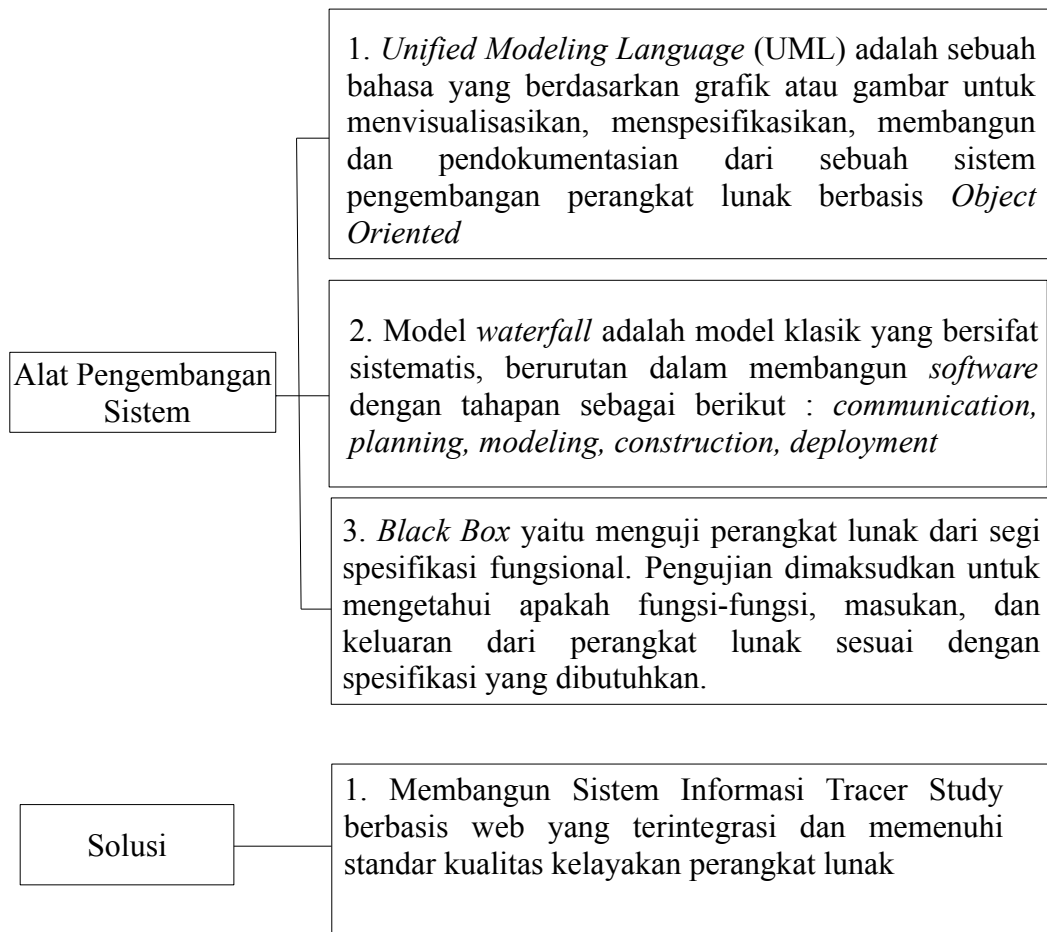 1. Unified Modeling Language (UML) adalah sebuah
bahasa yang berdasarkan grafik atau gambar untuk
menvisualisasikan, menspesifikasikan, membangun
dan pendokumentasian dari sebuah sistem
pengembangan perangkat lunak berbasis Object
Oriented
Alat Pengembangan
Sistem
2. Model waterfall adalah model klasik yang bersifat
sistematis, berurutan dalam membangun software
dengan tahapan sebagai berikut : communication,
planning, modeling, construction, deployment
3. Black Box yaitu menguji perangkat lunak dari segi
spesifikasi fungsional. Pengujian dimaksudkan untuk
mengetahui apakah fungsi-fungsi, masukan, dan
keluaran dari perangkat lunak sesuai dengan
spesifikasi yang dibutuhkan.
Solusi
1. Membangun Sistem Informasi Tracer Study
berbasis web yang terintegrasi dan memenuhi
standar kualitas kelayakan perangkat lunak